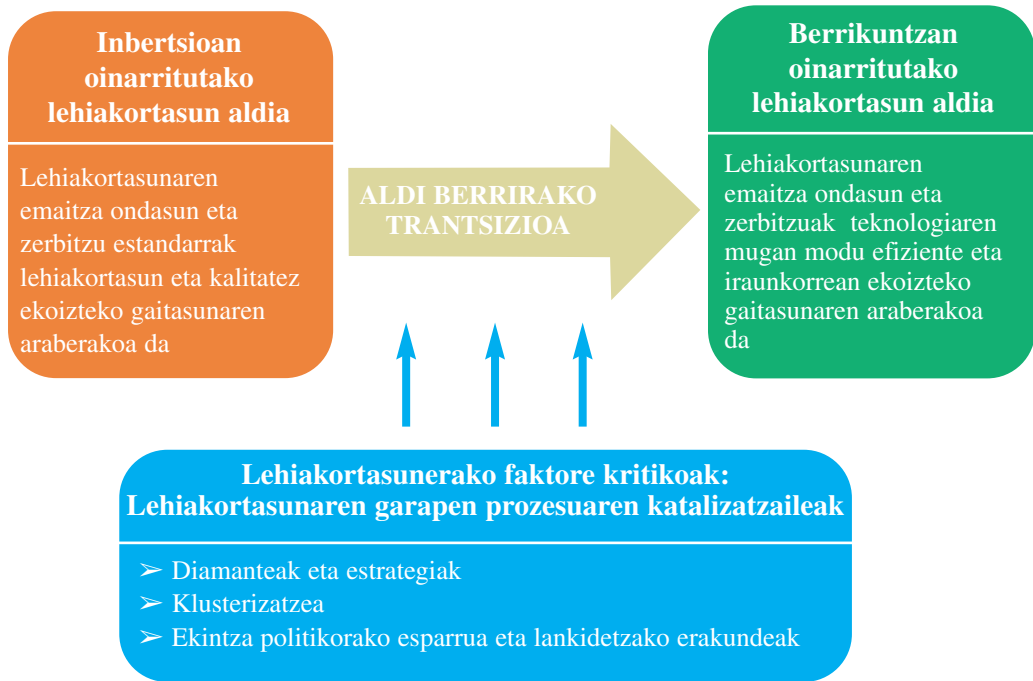 Inbertsioan
oinarritutako
lehiakortasun aldia
Lehiakortasunaren
emaitza ondasun eta
zerbitzu estandarrak
lehiakortasun eta kalitatez
ekoizteko gaitasunaren
araberakoa da
ALDI BERRIRAKO
TRANTSIZIOA
Berrikuntzan
oinarritutako
lehiakortasun aldia
Lehiakortasunaren
emaitza ondasun eta
zerbitzuak teknologiaren
mugan modu efiziente eta
iraunkorrean ekoizteko
gaitasunaren araberakoa
da
Lehiakortasunerako faktore kritikoak:
Lehiakortasunaren garapen prozesuaren katalizatzaileak
➢ Diamanteak eta estrategiak
➢ Klusterizatzea
➢ Ekintza politikorako esparrua eta lankidetzako erakundeak